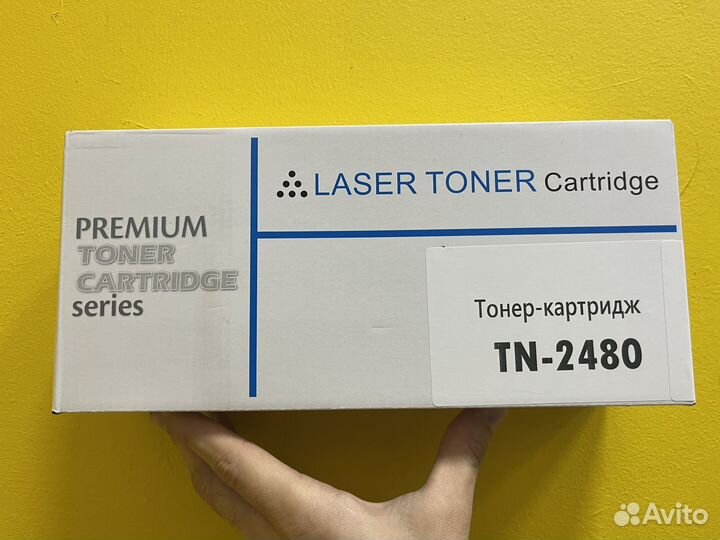 LASER TONER Cartridge
PREMIUM
TONER
CARTRIDGE
series
Тонер-картридж
TN-2480
Avito